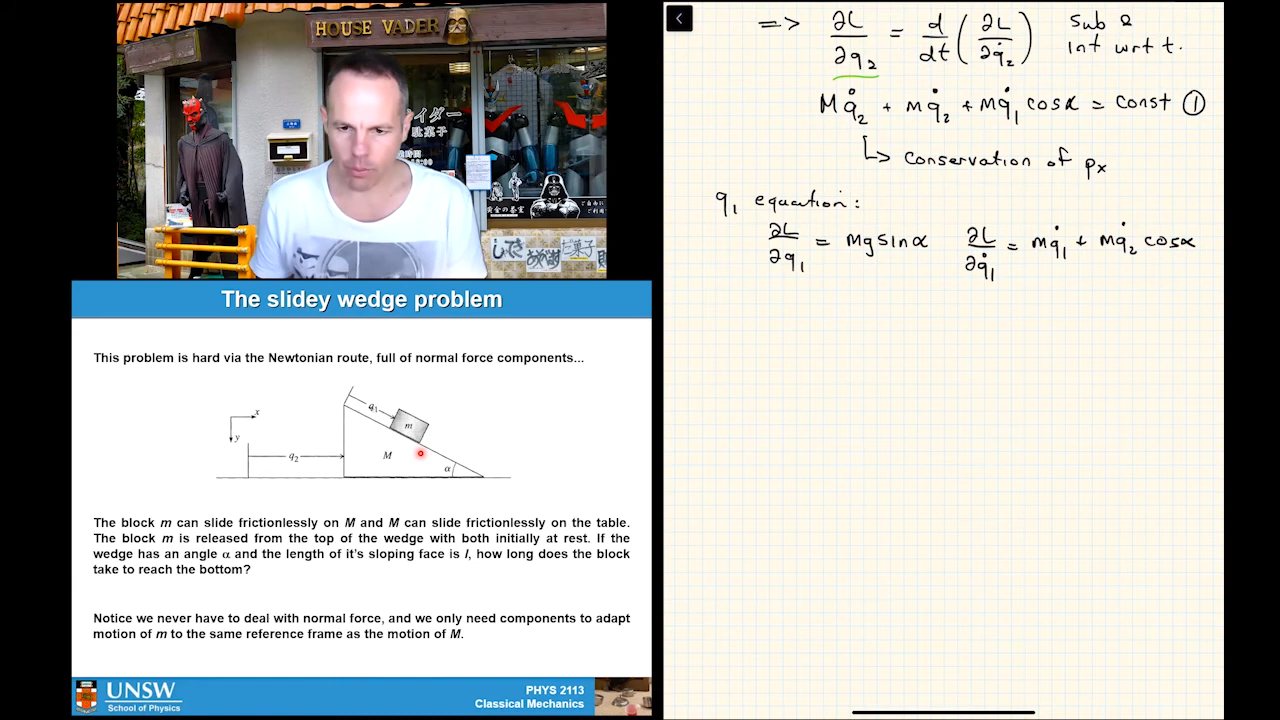 HOUSE VADER
The slidey wedge problem
This problem is hard via the Newtonian route, full of normal force components...
x
y
q₁
m
q₂
M
α
The block m can slide frictionlessly on M and M can slide frictionlessly on the table.
The block m is released from the top of the wedge with both initially at rest. If the
wedge has an angle α and the length of it's sloping face is l, how long does the block
take to reach the bottom?
Notice we never have to deal with normal force, and we only need components to adapt
motion of m to the same reference frame as the motion of M.
UNSW
School of Physics
PHYS 2113
Classical Mechanics
=> ∂L/∂q₂ = d/dt (∂L/∂q̇₂) Sub &
Int wrt t.
Mq̇₂ + mq̇₂ + mq̇₁ cosα = const ①
↳ conservation of px
q₁ equation:
∂L/∂q₁ = mgsinα ∂L/∂q̇₁ = mq̇₁ + mq̇₂ cosα